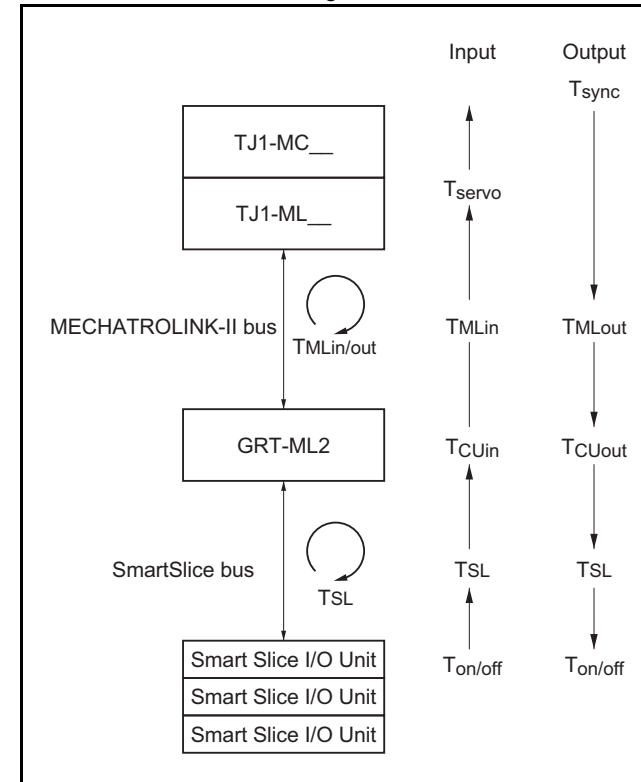 Input Output
Tsync
TJ1-MC__
Tservo
TJ1-ML__
MECHATROLINK-II bus TMLin/out TMLin TMLout
GRT-ML2 TCUin TCUout
SmartSlice bus TSL TSL TSL
Smart Slice I/O Unit Ton/off Ton/off
Smart Slice I/O Unit
Smart Slice I/O Unit